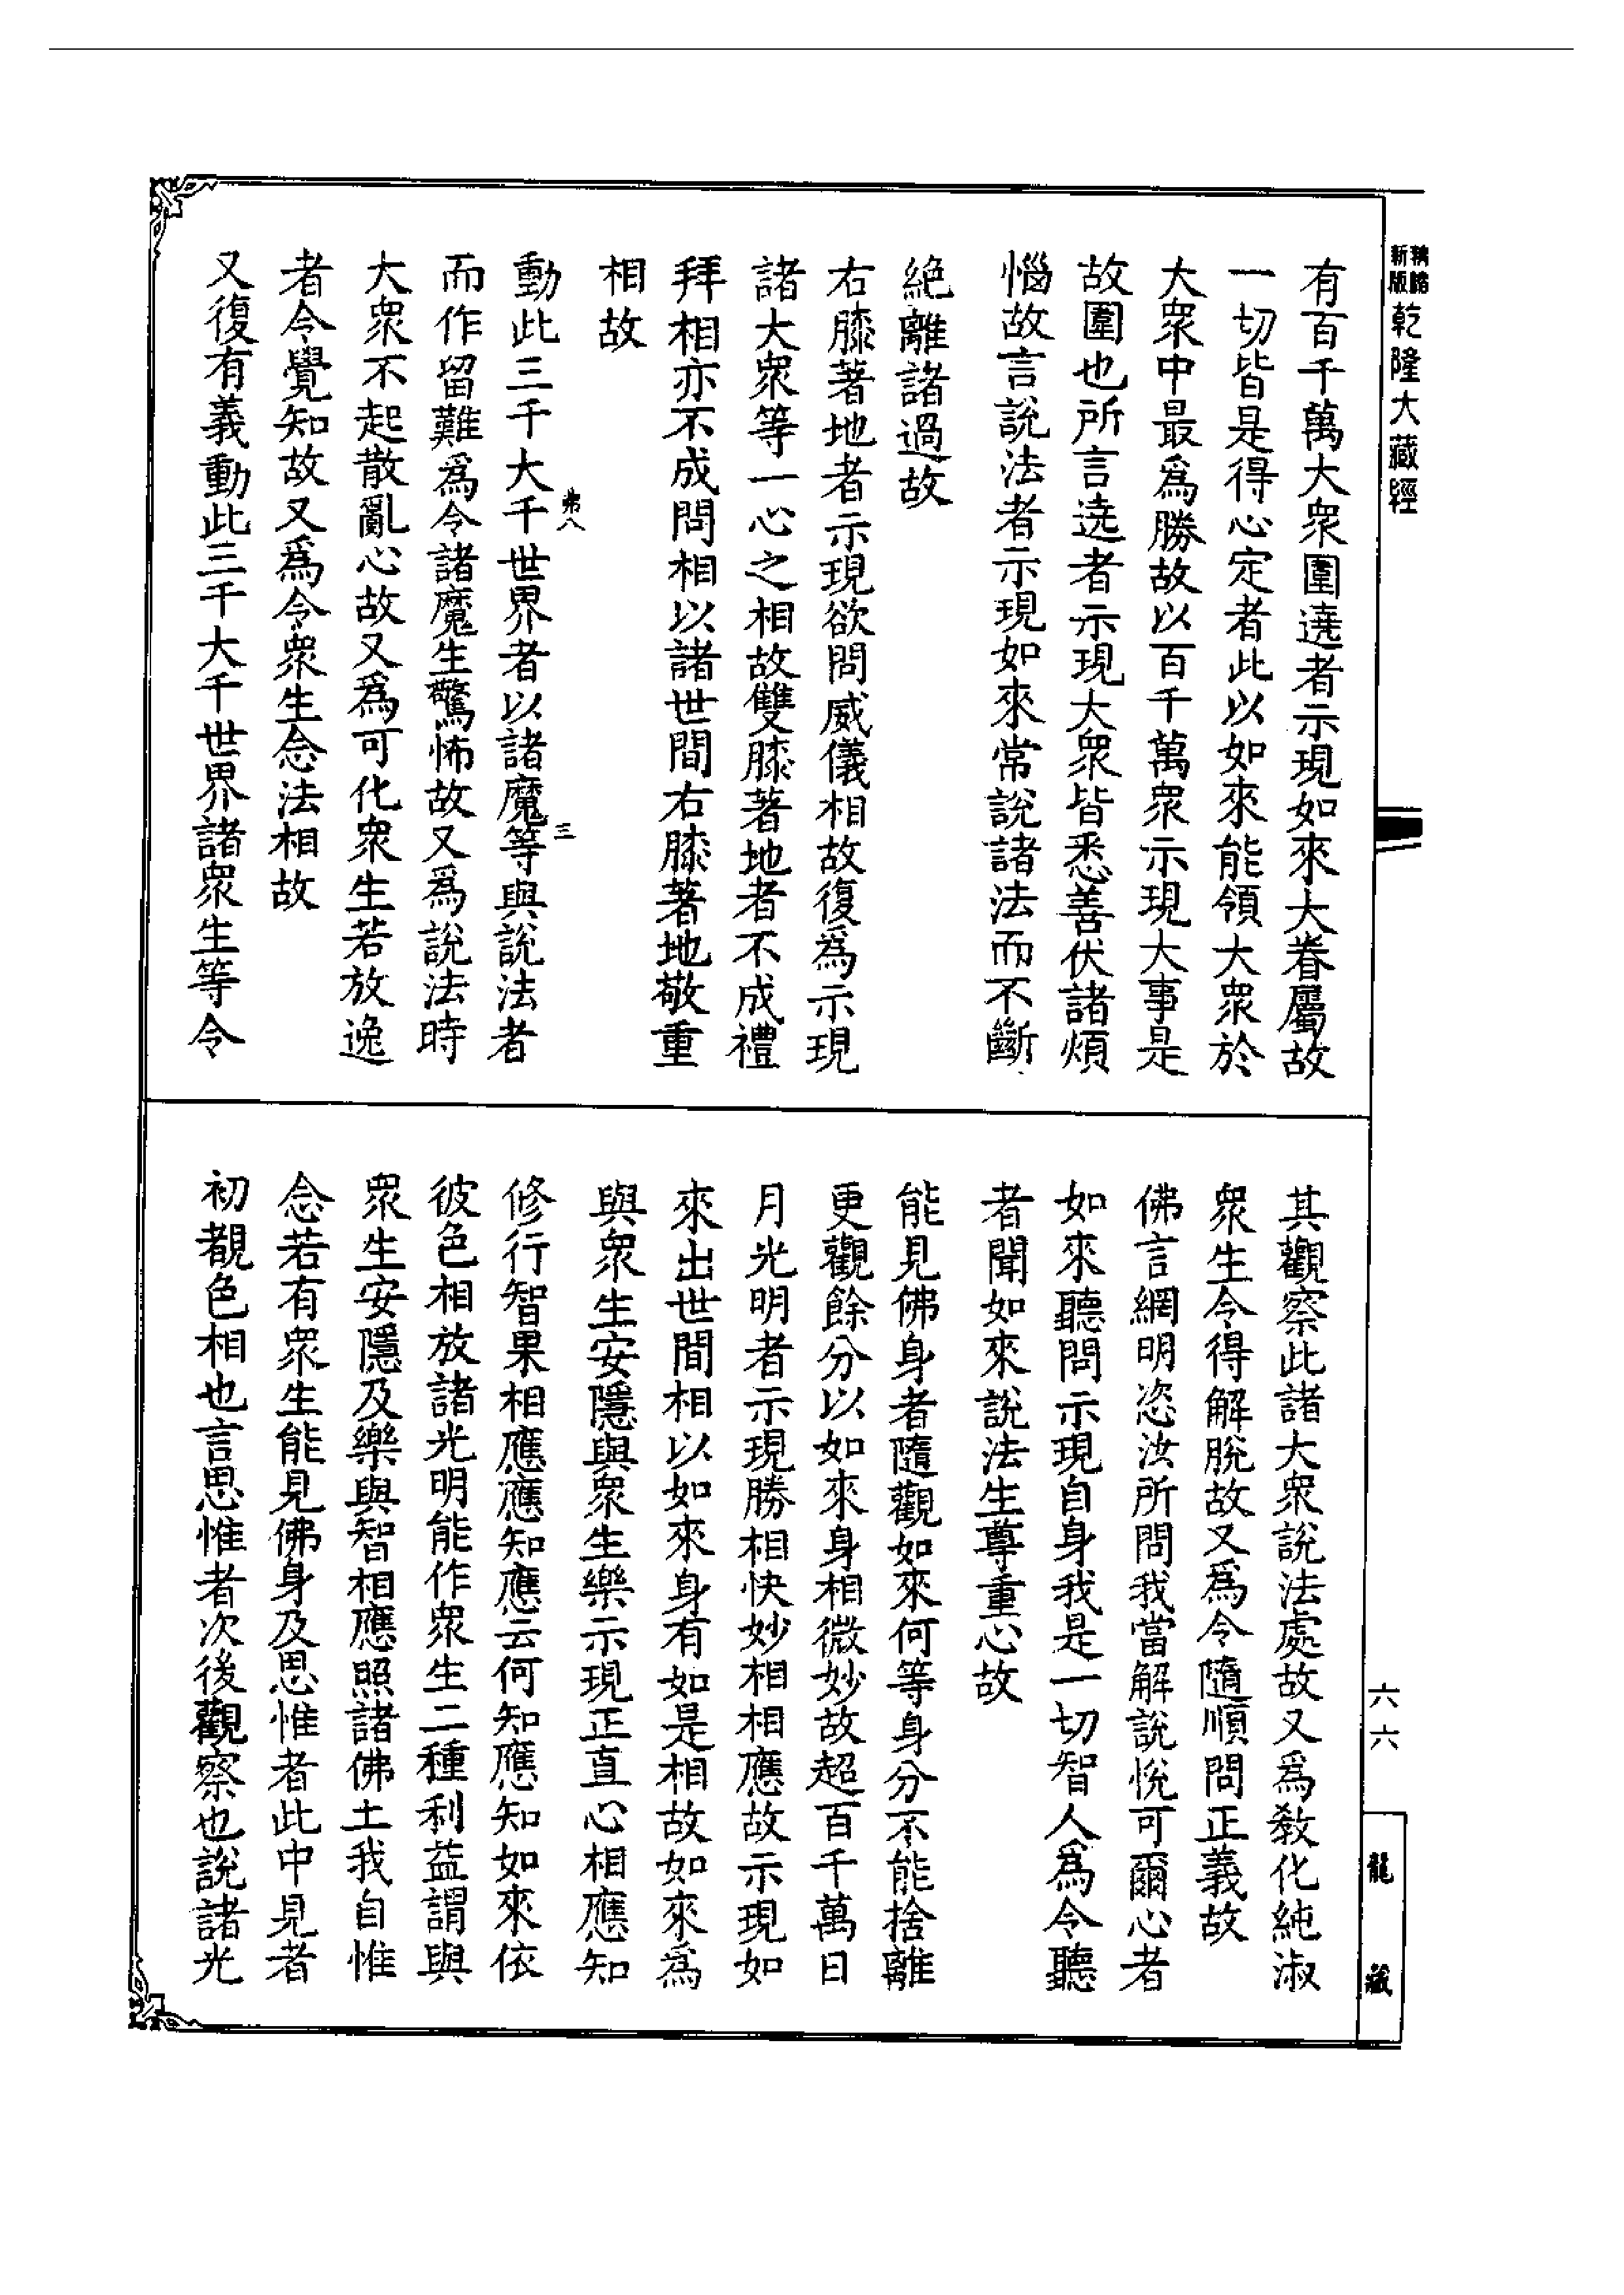 新版
乾隆大藏經
有百千萬大衆圍遶者示現如來大眷屬故
一切皆是得心定者此以如來能領大衆於
大衆中最爲勝故以百千萬衆示現大事是
故圍也所言遶者示現大衆皆悉善伏諸煩
惱故言說法者示現如來常說諸法而不斷
絶離諸過故
右膝著地者示現欲問威儀相故復爲示現
諸大衆等一心之相故雙膝著地者不成禮
拜相亦不成問相以諸世間右膝著地敬重
相故
動此三千大千世界者以諸魔等與說法者
而作留難爲令諸魔生驚怖故又爲說法時
大衆不起散亂心故又爲可化衆生若放逸
者令覺知故又爲令衆生念法相故
又復有義動此三千大千世界諸衆生等令
其觀察此諸大衆說法處故又爲敎化純淑
衆生令得解脫故又爲令隨順問正義故
佛言網明恣汝所問我當解說悅可爾心者
如來聽問示現自身我是一切智人爲令聽
者聞如來說法生尊重心故
能見佛身者隨觀如來何等身分不能捨離
更觀餘分以如來身相微妙故超百千萬日
月光明者示現勝相快妙相相應故示現如
來出世間相以如來身有如是相故如來爲
與衆生安隱與衆生樂示現正直心相應知
修行智果相應應知應云何知應知如來依
彼色相放諸光明能作衆生二種利益謂與
衆生安隱及樂與智相應照諸佛土我自惟
念若有衆生能見佛身及思惟者此中見者
初覩色相也言思惟者次後觀察也說諸光
六六
龍
藏
三